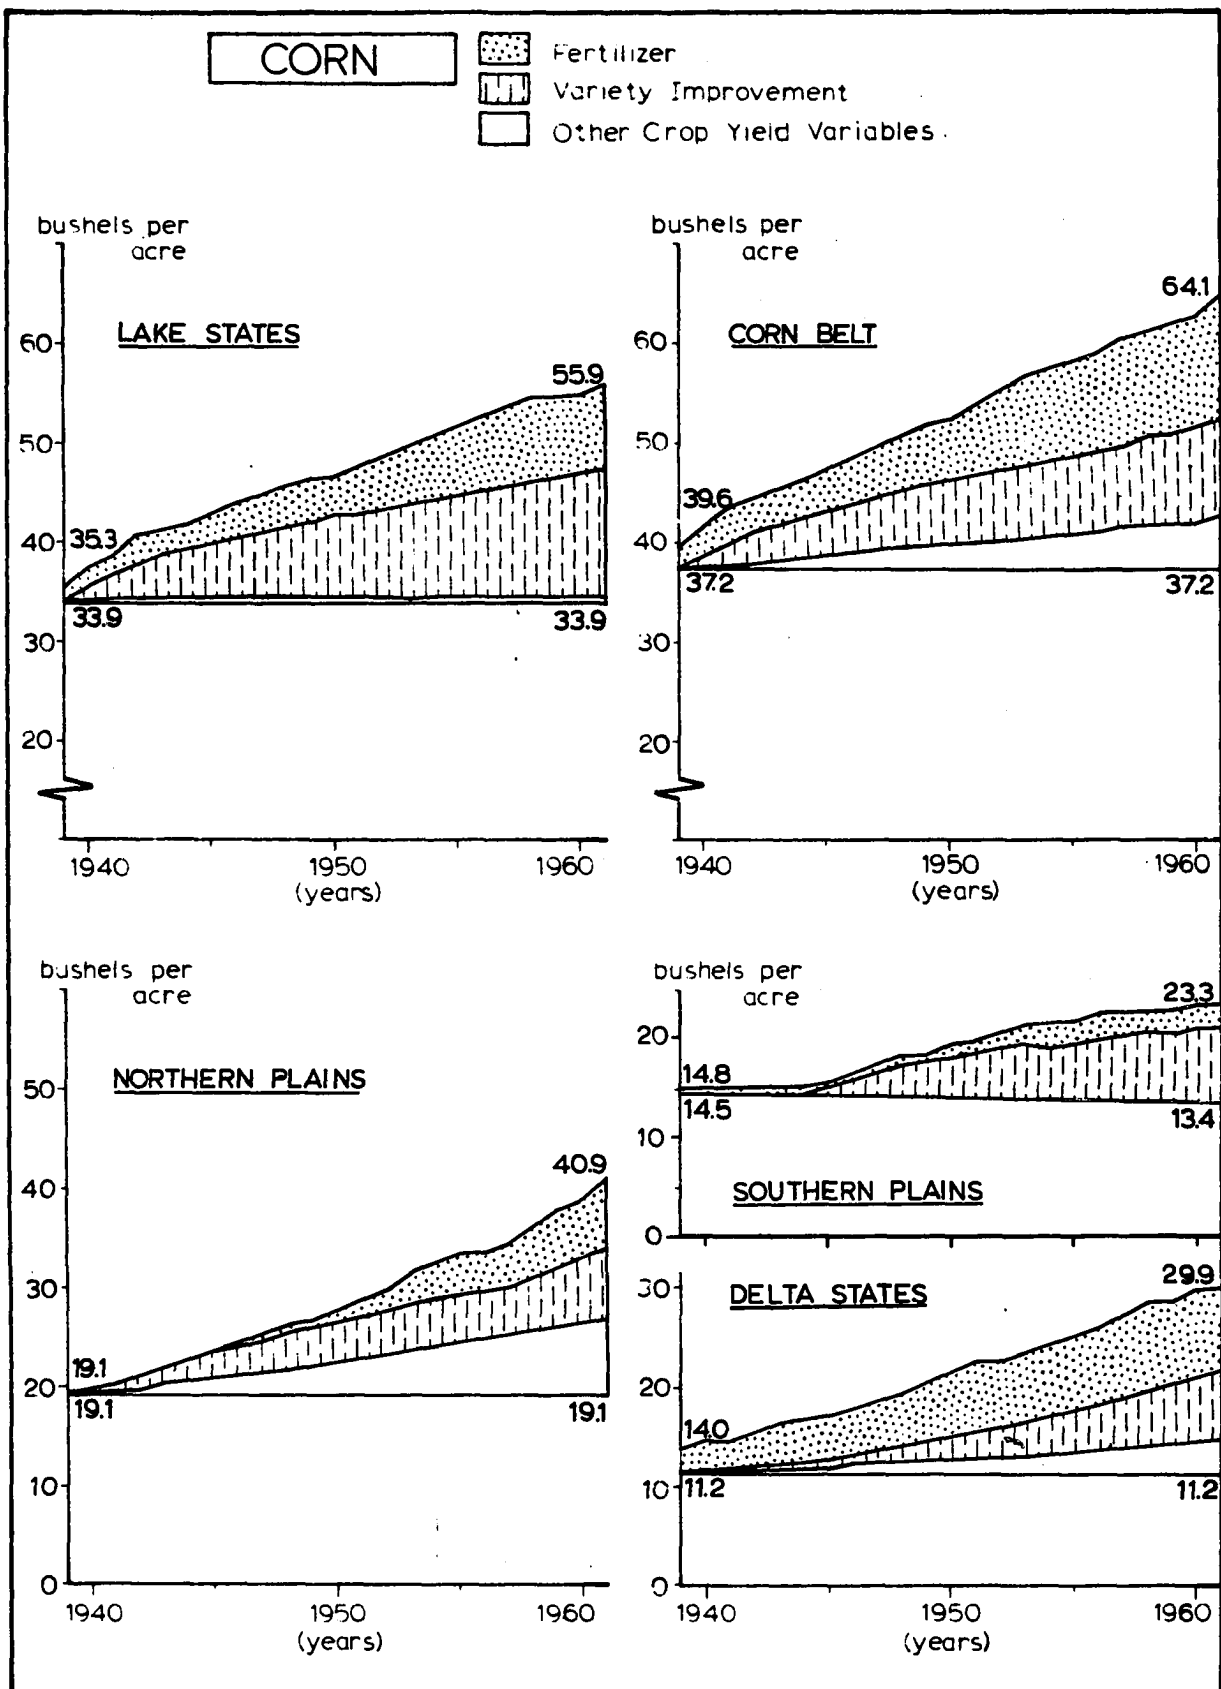 CORN
Fertilizer
Variety Improvement
Other Crop Yield Variables
bushels per
acre
LAKE STATES
60
50
40
30
20
35.3
33.9
55.9
33.9
1940 1950 1960
(years)
bushels per
acre
CORN BELT
60
50
40
30
20
39.6
37.2
64.1
37.2
1940 1950 1960
(years)
bushels per
acre
NORTHERN PLAINS
50
40
30
20
10
0
19.1
19.1
40.9
19.1
1940 1950 1960
(years)
bushels per
acre
20
10
0
14.8
14.5
23.3
13.4
SOUTHERN PLAINS
DELTA STATES
30
20
10
0
14.0
11.2
29.9
11.2
1940 1950 1960
(years)